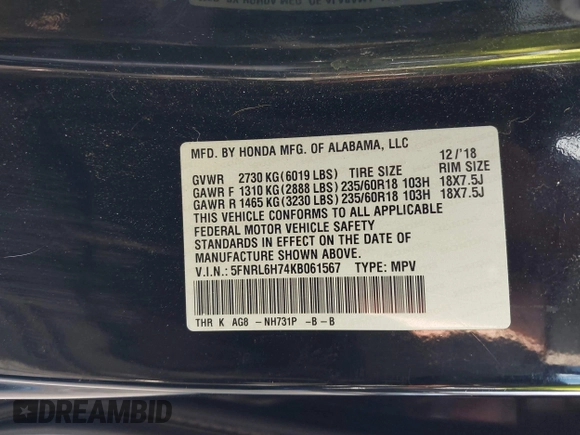 MFD. BY HONDA MFG. OF ALABAMA, LLC
12/'18
GVWR 2730 KG(6019 LBS) TIRE SIZE RIM SIZE
GAWR F 1310 KG(2888 LBS) 235/60R18 103H 18X7.5J
GAWR R 1465 KG(3230 LBS) 235/60R18 103H 18X7.5J
THIS VEHICLE CONFORMS TO ALL APPLICABLE
FEDERAL MOTOR VEHICLE SAFETY
STANDARDS IN EFFECT ON THE DATE OF
MANUFACTURE SHOWN ABOVE.
V.I.N.: 5FNRL6H74KB061567 TYPE: MPV
THR K AG8 -NH731P -B-B
DREAMBID